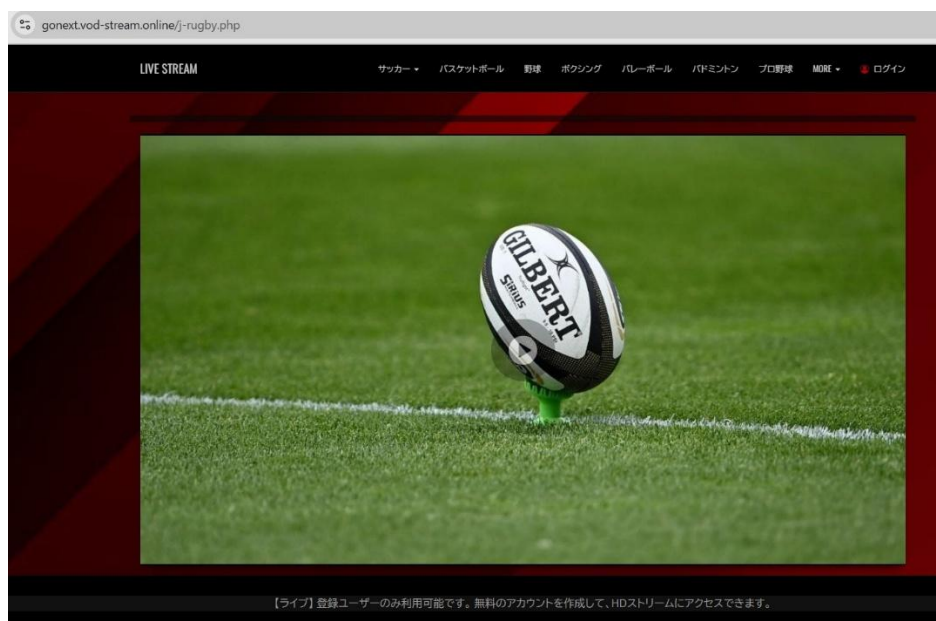 gonext.vod-stream.online/j-rugby.php
LIVE STREAM サッカー バスケットボール 野球 ボクシング バレーボール バドミントン プロ野球 MORE ログイン
GILBERT
SIRIUS
【ライブ】登録ユーザーのみ利用可能です。無料のアカウントを作成して、HDストリームにアクセスできます。